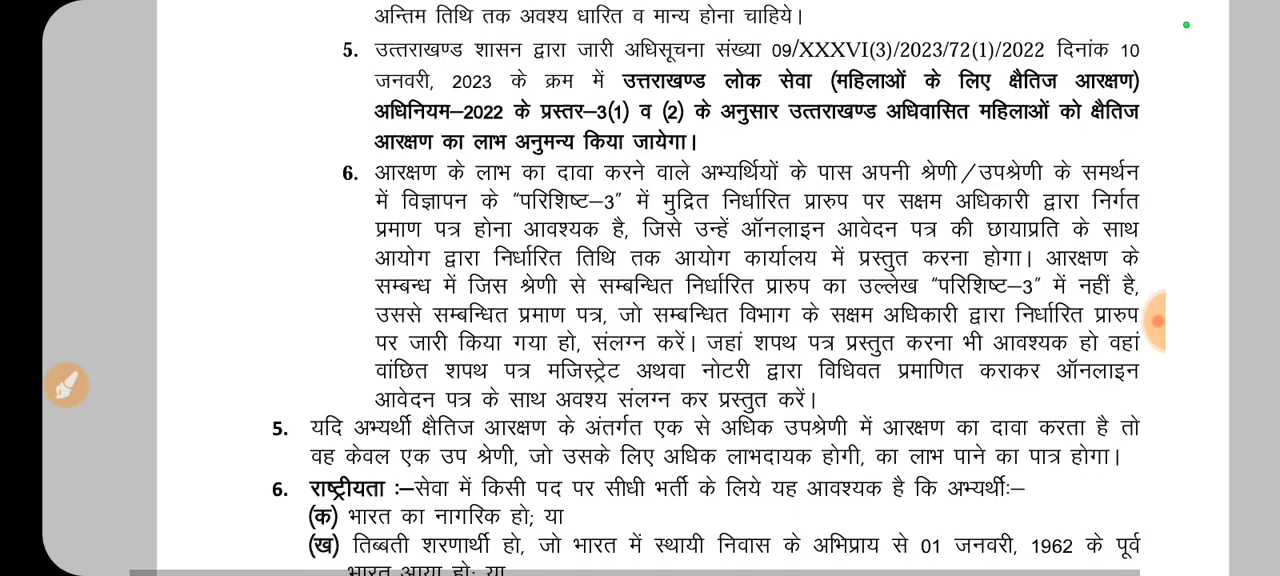 अन्तिम तिथि तक अवश्य धारित व मान्य होना चाहिये।
5. उत्तराखण्ड शासन द्वारा जारी अधिसूचना संख्या 09/XXXVI(3)/2023/72(1)/2022 दिनांक 10
जनवरी, 2023 के क्रम में उत्तराखण्ड लोक सेवा (महिलाओं के लिए क्षैतिज आरक्षण)
अधिनियम–2022 के प्रस्तर–3(1) व (2) के अनुसार उत्तराखण्ड अधिवासित महिलाओं को क्षैतिज
आरक्षण का लाभ अनुमन्य किया जायेगा।
6. आरक्षण के लाभ का दावा करने वाले अभ्यर्थियों के पास अपनी श्रेणी/उपश्रेणी के समर्थन
में विज्ञापन के "परिशिष्ट–3" में मुद्रित निर्धारित प्रारुप पर सक्षम अधिकारी द्वारा निर्गत
प्रमाण पत्र होना आवश्यक है, जिसे उन्हें ऑनलाइन आवेदन पत्र की छायाप्रति के साथ
आयोग द्वारा निर्धारित तिथि तक आयोग कार्यालय में प्रस्तुत करना होगा। आरक्षण के
सम्बन्ध में जिस श्रेणी से सम्बन्धित निर्धारित प्रारुप का उल्लेख "परिशिष्ट–3" में नहीं है,
उससे सम्बन्धित प्रमाण पत्र, जो सम्बन्धित विभाग के सक्षम अधिकारी द्वारा निर्धारित प्रारुप
पर जारी किया गया हो, संलग्न करें। जहां शपथ पत्र प्रस्तुत करना भी आवश्यक हो वहां
वांछित शपथ पत्र मजिस्ट्रेट अथवा नोटरी द्वारा विधिवत प्रमाणित कराकर ऑनलाइन
आवेदन पत्र के साथ अवश्य संलग्न कर प्रस्तुत करें।
5. यदि अभ्यर्थी क्षैतिज आरक्षण के अंतर्गत एक से अधिक उपश्रेणी में आरक्षण का दावा करता है तो
वह केवल एक उप श्रेणी, जो उसके लिए अधिक लाभदायक होगी, का लाभ पाने का पात्र होगा।
6. राष्ट्रीयता :–सेवा में किसी पद पर सीधी भर्ती के लिये यह आवश्यक है कि अभ्यर्थी:–
(क) भारत का नागरिक हो; या
(ख) तिब्बती शरणार्थी हो, जो भारत में स्थायी निवास के अभिप्राय से 01 जनवरी, 1962 के पूर्व
भारत आया हो; या